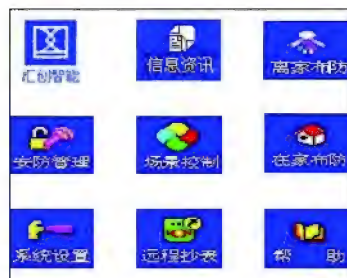 汇创智能 信息资讯 离家布防
安防管理 场景控制 在家布防
系统设置 远程抄表 帮 助